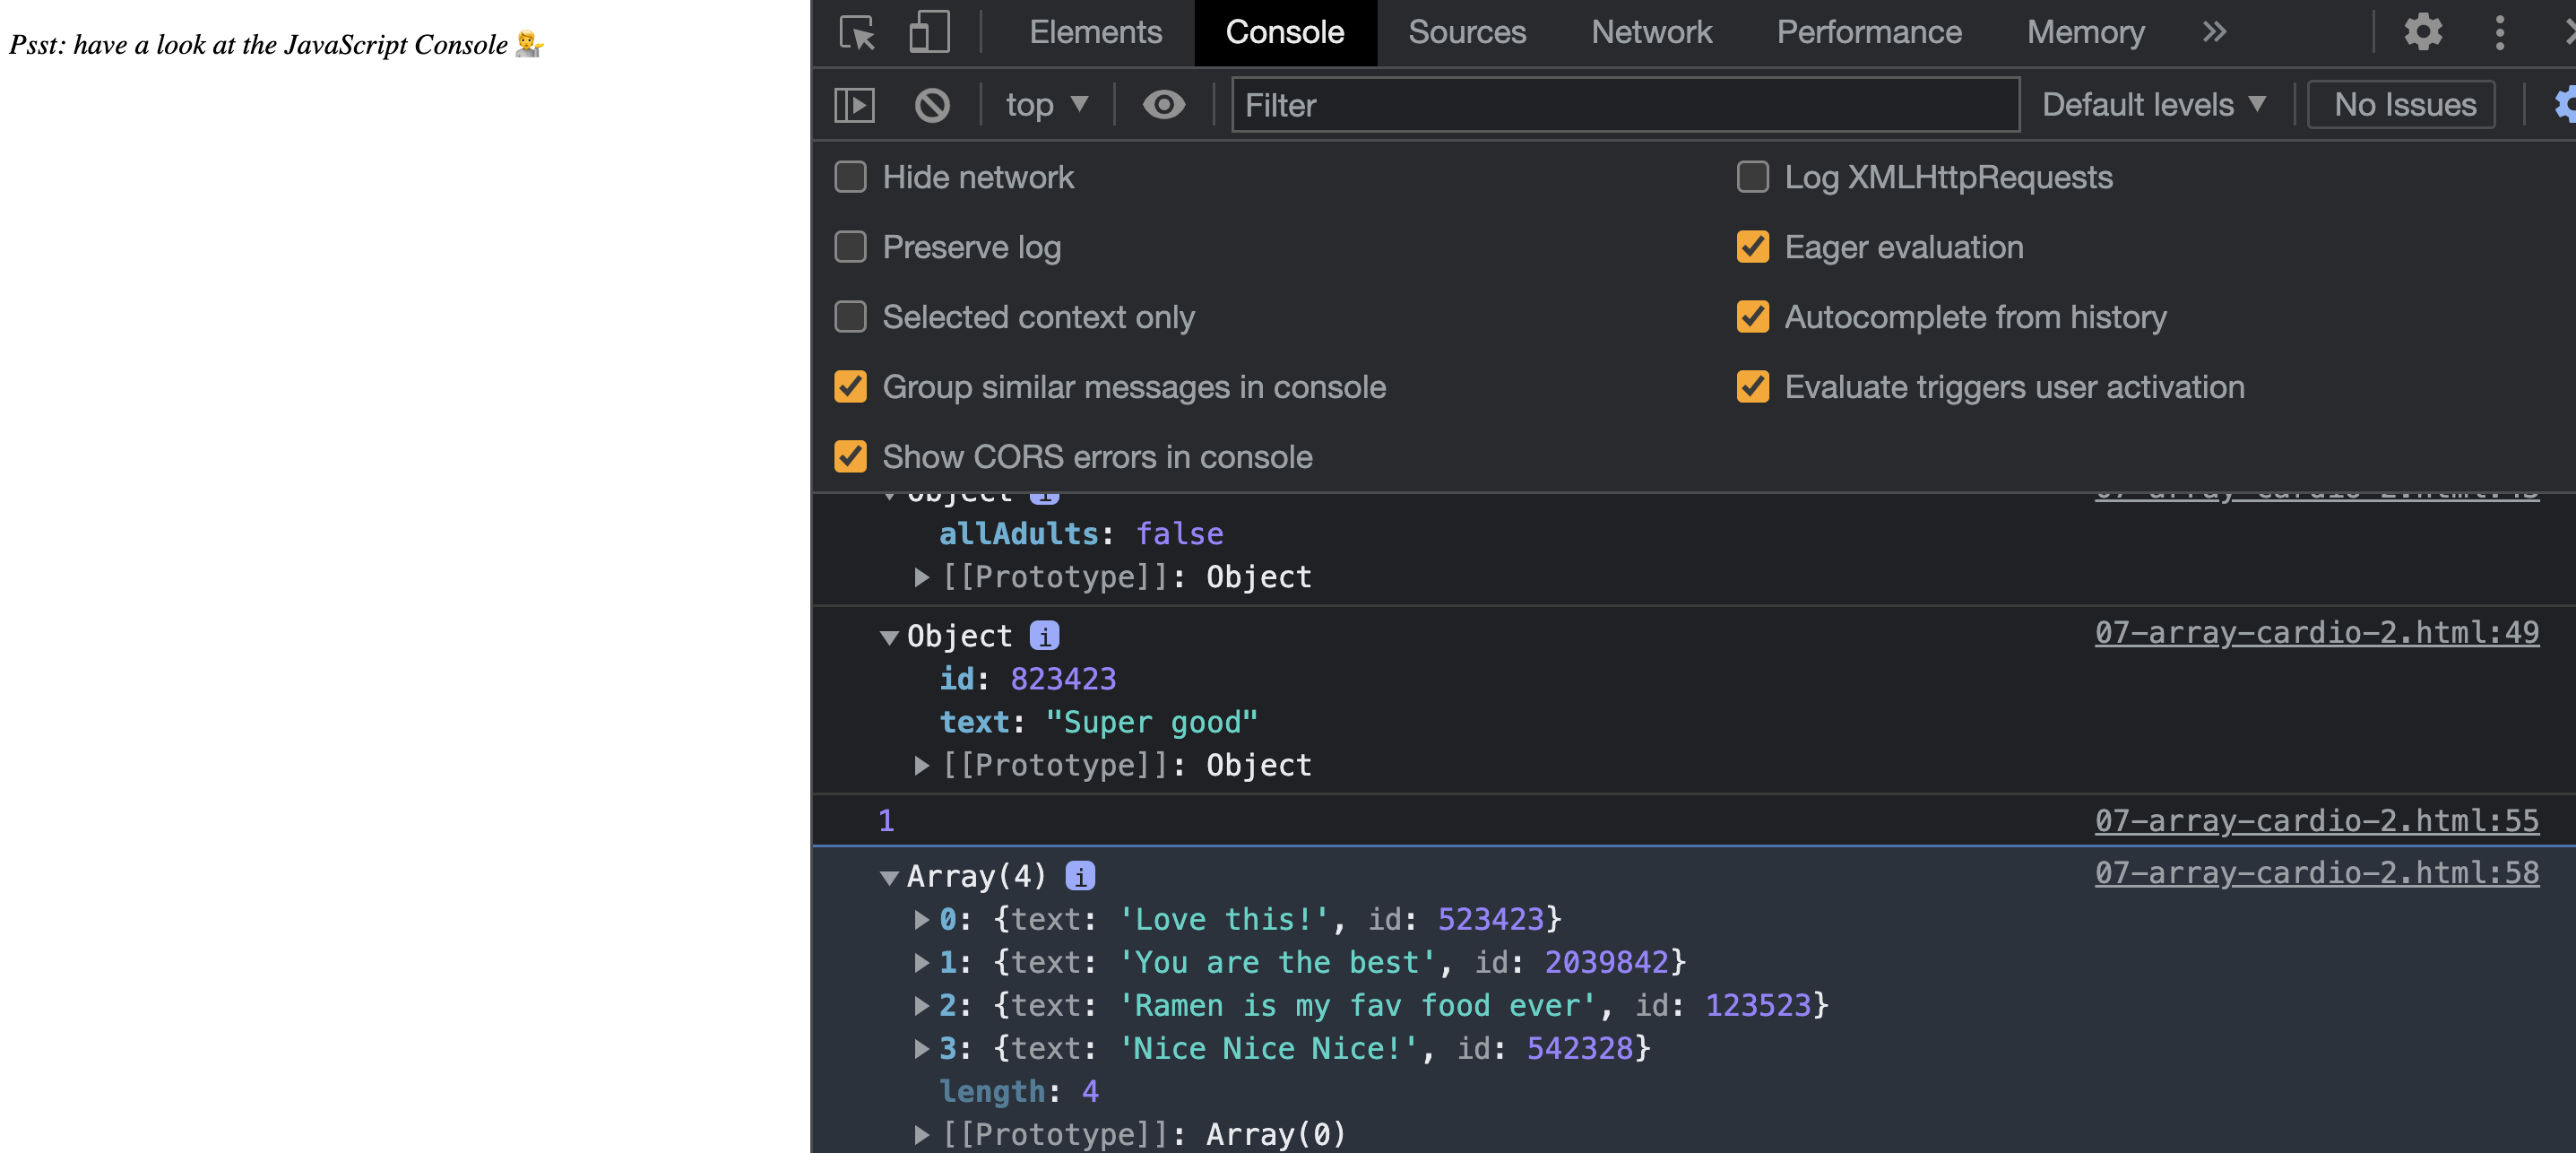 Psst: have a look at the JavaScript Console 💁
Elements Console Sources Network Performance Memory
top Filter Default levels No Issues
Hide network Log XMLHttpRequests
Preserve log Eager evaluation
Selected context only Autocomplete from history
Group similar messages in console Evaluate triggers user activation
Show CORS errors in console
Object i
allAdults: false
[[Prototype]]: Object
Object i 07-array-cardio-2.html:49
id: 823423
text: "Super good"
[[Prototype]]: Object
1 07-array-cardio-2.html:55
Array(4) i 07-array-cardio-2.html:58
0: {text: 'Love this!', id: 523423}
1: {text: 'You are the best', id: 2039842}
2: {text: 'Ramen is my fav food ever', id: 123523}
3: {text: 'Nice Nice Nice!', id: 542328}
length: 4
[[Prototype]]: Array(0)